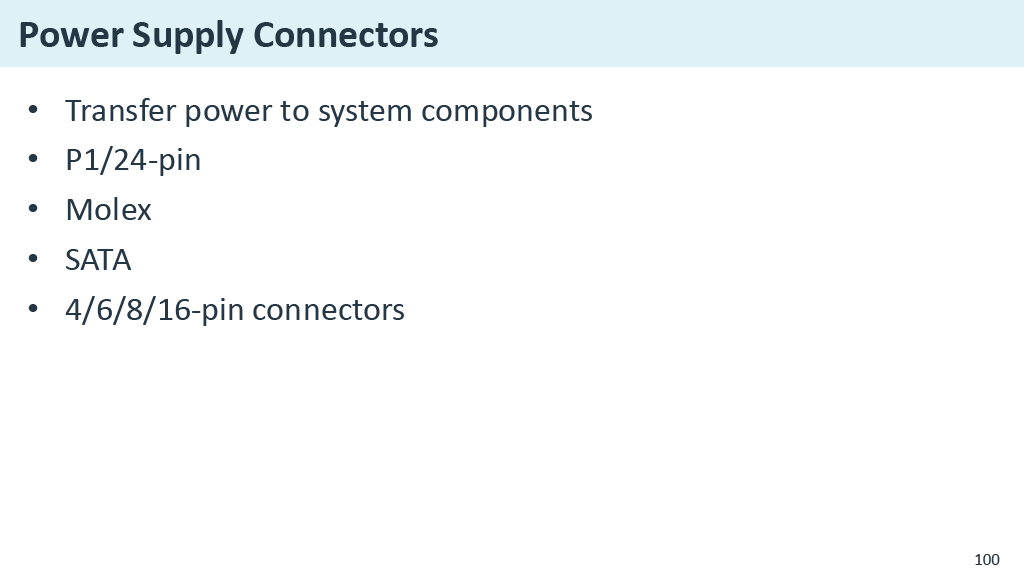 Power Supply Connectors
• Transfer power to system components
• P1/24-pin
• Molex
• SATA
• 4/6/8/16-pin connectors
100